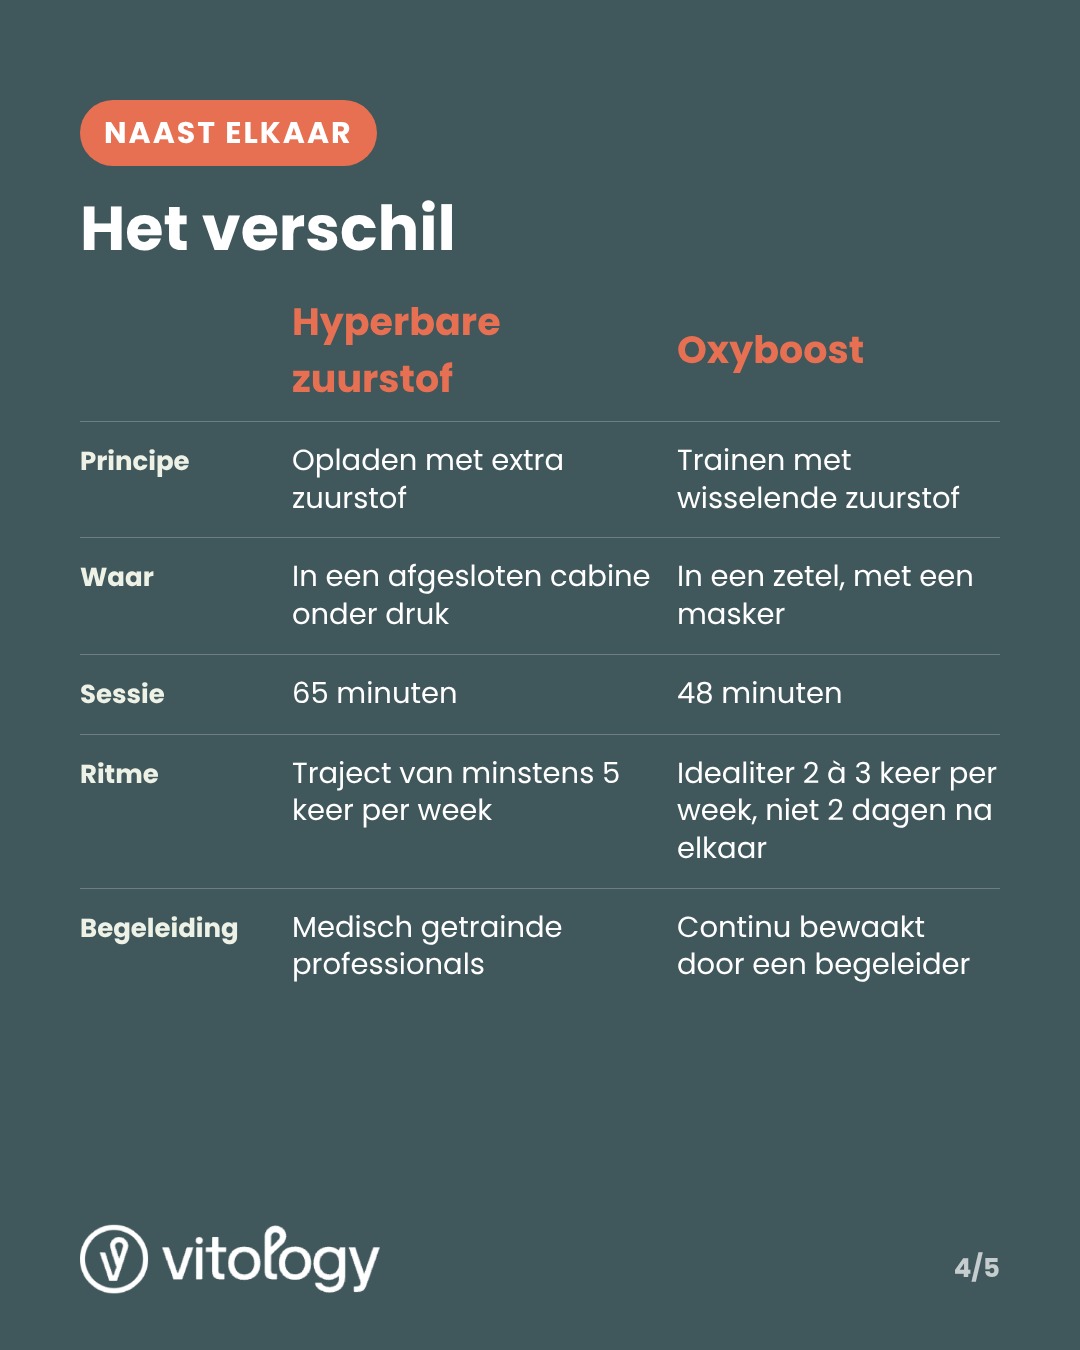 NAAST ELKAAR
Het verschil
Hyperbare
zuurstof
Oxyboost
Principe
Opladen met extra
zuurstof
Trainen met
wisselende zuurstof
Waar
In een afgesloten cabine
onder druk
In een zetel, met een
masker
Sessie
65 minuten
48 minuten
Ritme
Traject van minstens 5
keer per week
Idealiter 2 à 3 keer per
week, niet 2 dagen na
elkaar
Begeleiding
Medisch getrainde
professionals
Continu bewaakt
door een begeleider
vitology
4/5